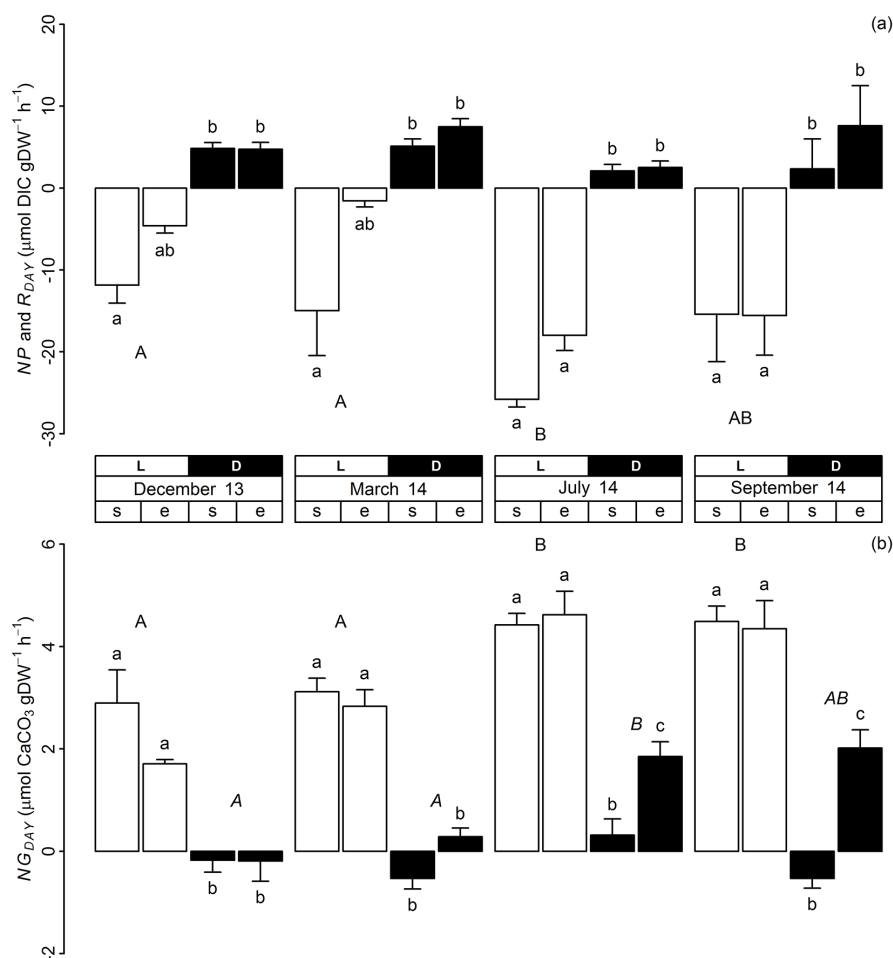 (a)
NP and R_DAY (μmol DIC gDW⁻¹ h⁻¹)
10
0
-10
-20
-30
b b b b b b b b
a ab a ab a a a a
A A B AB
L D L D L D L D
December 13 March 14 July 14 September 14
s e s e s e s e s e s e s e s e
(b)
NG_DAY (μmol CaCO₃ gDW⁻¹ h⁻¹)
6
4
2
0
-2
A A B B
a a a a a a a a
A A B AB
b b b b b c b c